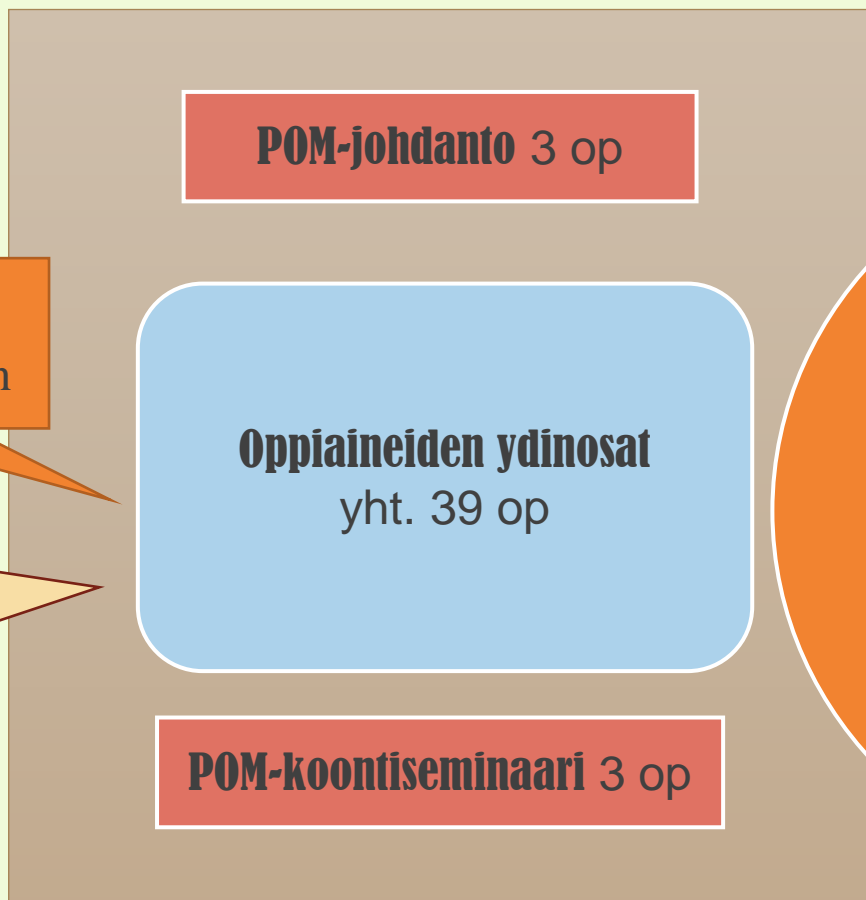 POM-johdanto 3 op
Oppiaineiden ydinosat
yht. 39 op
POM-koontiseminaari 3 op